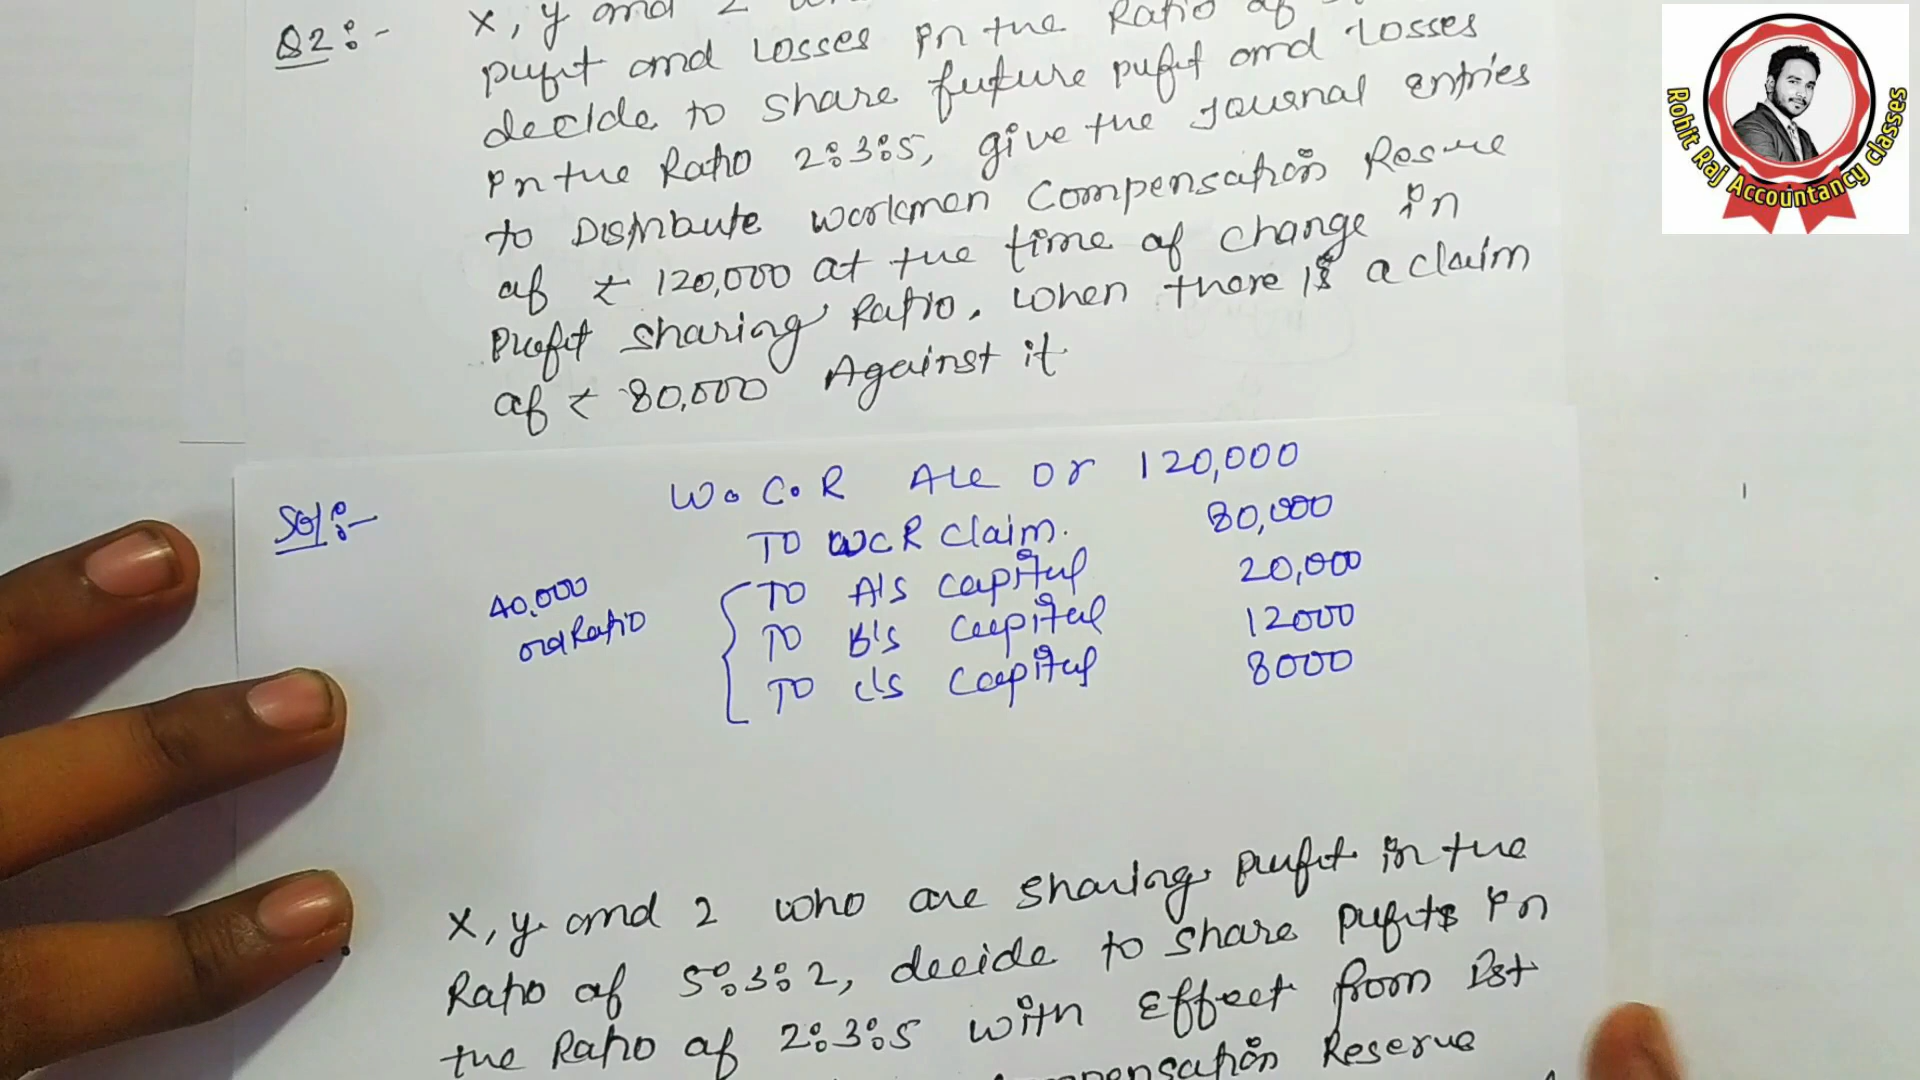 Q2:- X, y and Z
profit and Losses in the Ratio of
decide to share future profit and losses
in the Ratio 2:3:5, give the Journal entries
to Distribute workmen Compensation Reserve
of ₹ 120,000 at the time of change in
profit sharing Ratio. when there is a claim
of ₹ 80,000 Against it
Sol:- W.C.R A/c Dr 120,000
TO WCR claim. 80,000
40,000 TO A's capital 20,000
old Ratio TO B's Capital 12000
TO C's Capital 8000
X, y and Z who are sharing profit in the
Ratio of 5:3:2, decide to share profits in
the Ratio of 2:3:5 with Effect from Ist
Reserve
Rohit Raj Accountancy classes